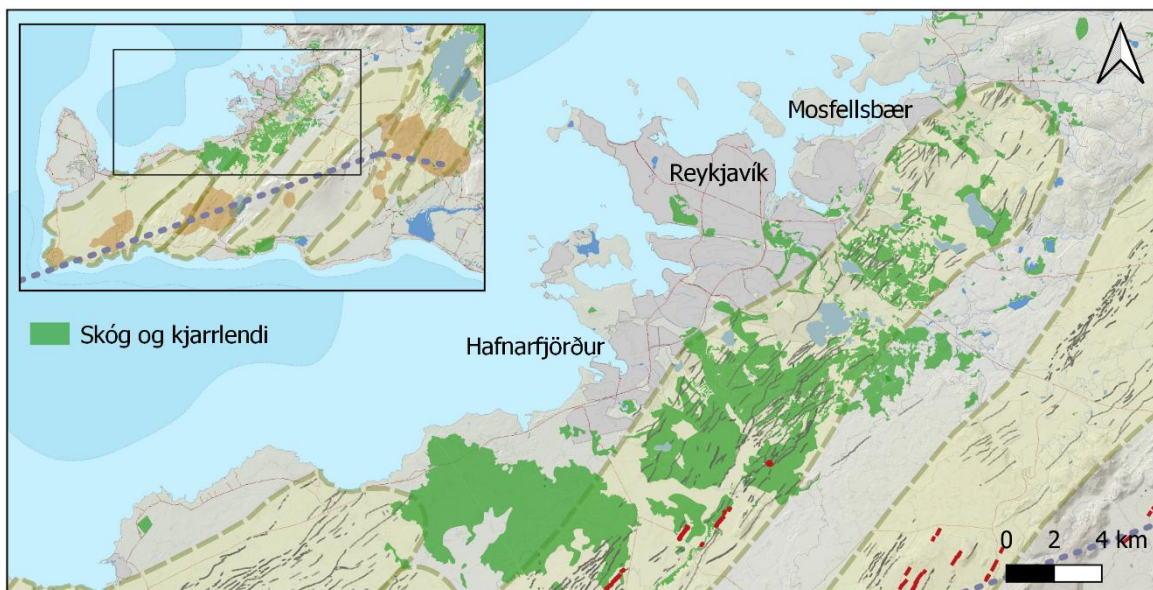 Mosfellsbær
Reykjavík
Skóg og kjarrlendi
Hafnarfjörður
0 2 4 km